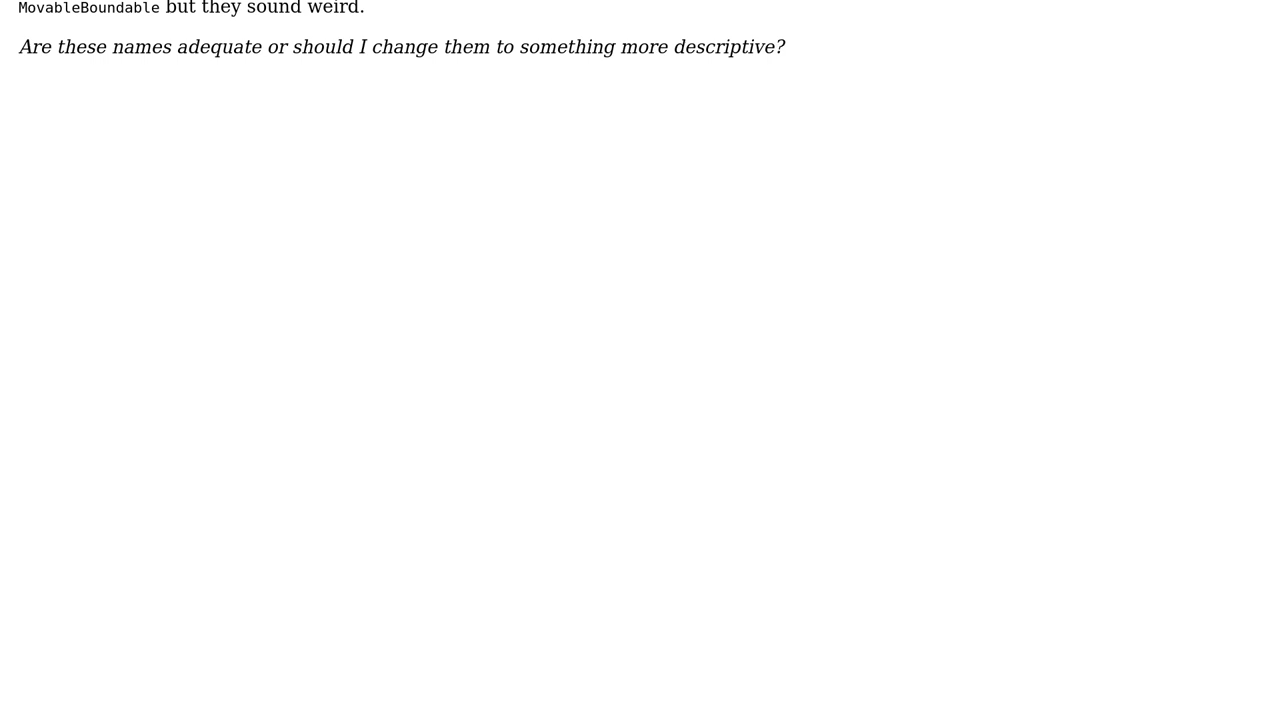 MovableBoundable but they sound weird.
Are these names adequate or should I change them to something more descriptive?